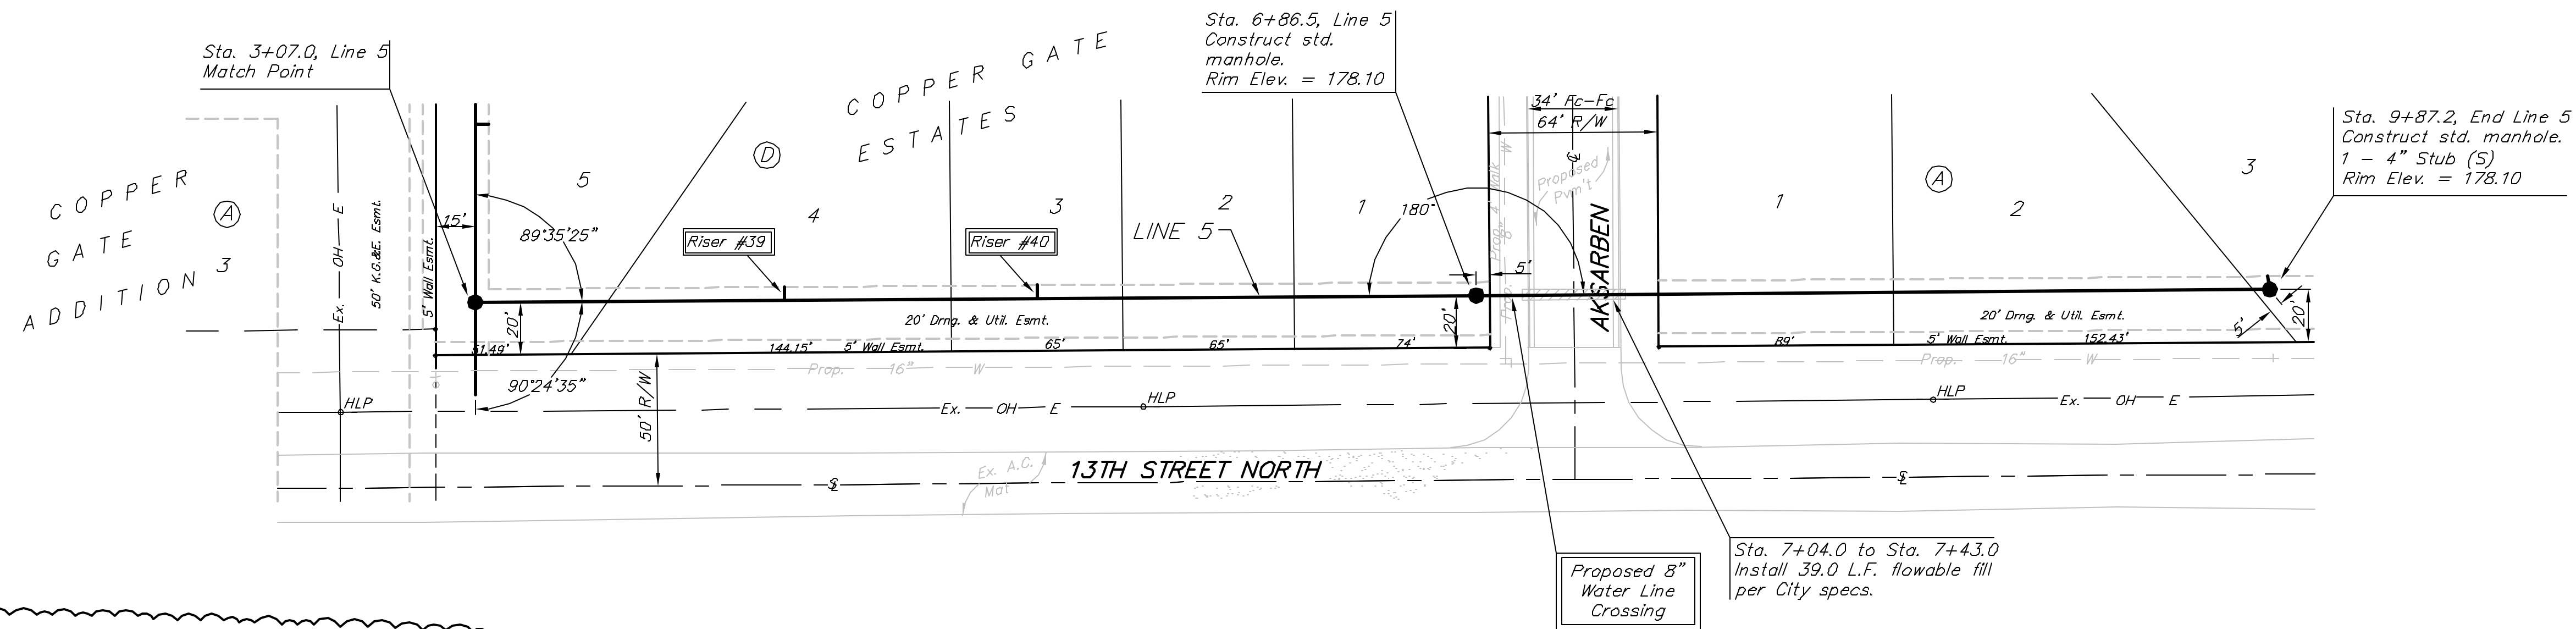 Sta. 3+07.0, Line 5
Match Point
COPPER GATE
ESTATES
Sta. 6+86.5, Line 5
Construct std.
manhole.
Rim Elev. = 178.10
34' Fc-Fc
64' R/W
Sta. 9+87.2, End Line 5
Construct std. manhole.
1 - 4" Stub (S)
Rim Elev. = 178.10
COPPER
GATE
ADDITION
A
3
Ex. OH E
50' K.G.&E. Esmt.
5' Wall Esmt.
15'
89°35'25"
5
D
4
Riser #39
3
Riser #40
2
LINE 5
1
180°
Prop. 4' Walk
Prop. 8" W
Proposed
Pvm't
℄
AKSARBEN
5'
1
A
2
3
20'
20' Drng. & Util. Esmt.
20'
20' Drng. & Util. Esmt.
5'
20'
51.49'
144.15'
5' Wall Esmt.
65'
65'
74'
89'
5' Wall Esmt.
152.43'
Prop. 16" W
Prop. 16" W
90°24'35"
HLP
50' R/W
Ex. OH E
HLP
HLP
Ex. OH E
Ex. A.C.
Mat
13TH STREET NORTH
Proposed 8"
Water Line
Crossing
Sta. 7+04.0 to Sta. 7+43.0
Install 39.0 L.F. flowable fill
per City specs.